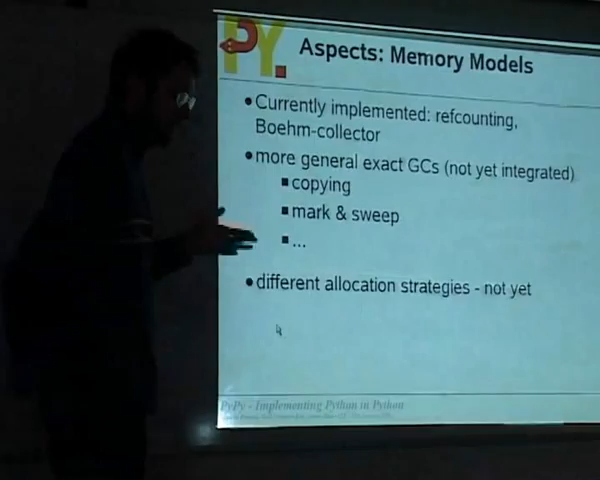 PY
Aspects: Memory Models
•Currently implemented: refcounting,
Boehm-collector
•more general exact GCs (not yet integrated)
▪copying
▪mark & sweep
▪...
•different allocation strategies - not yet
PyPy - Implementing Python in Python